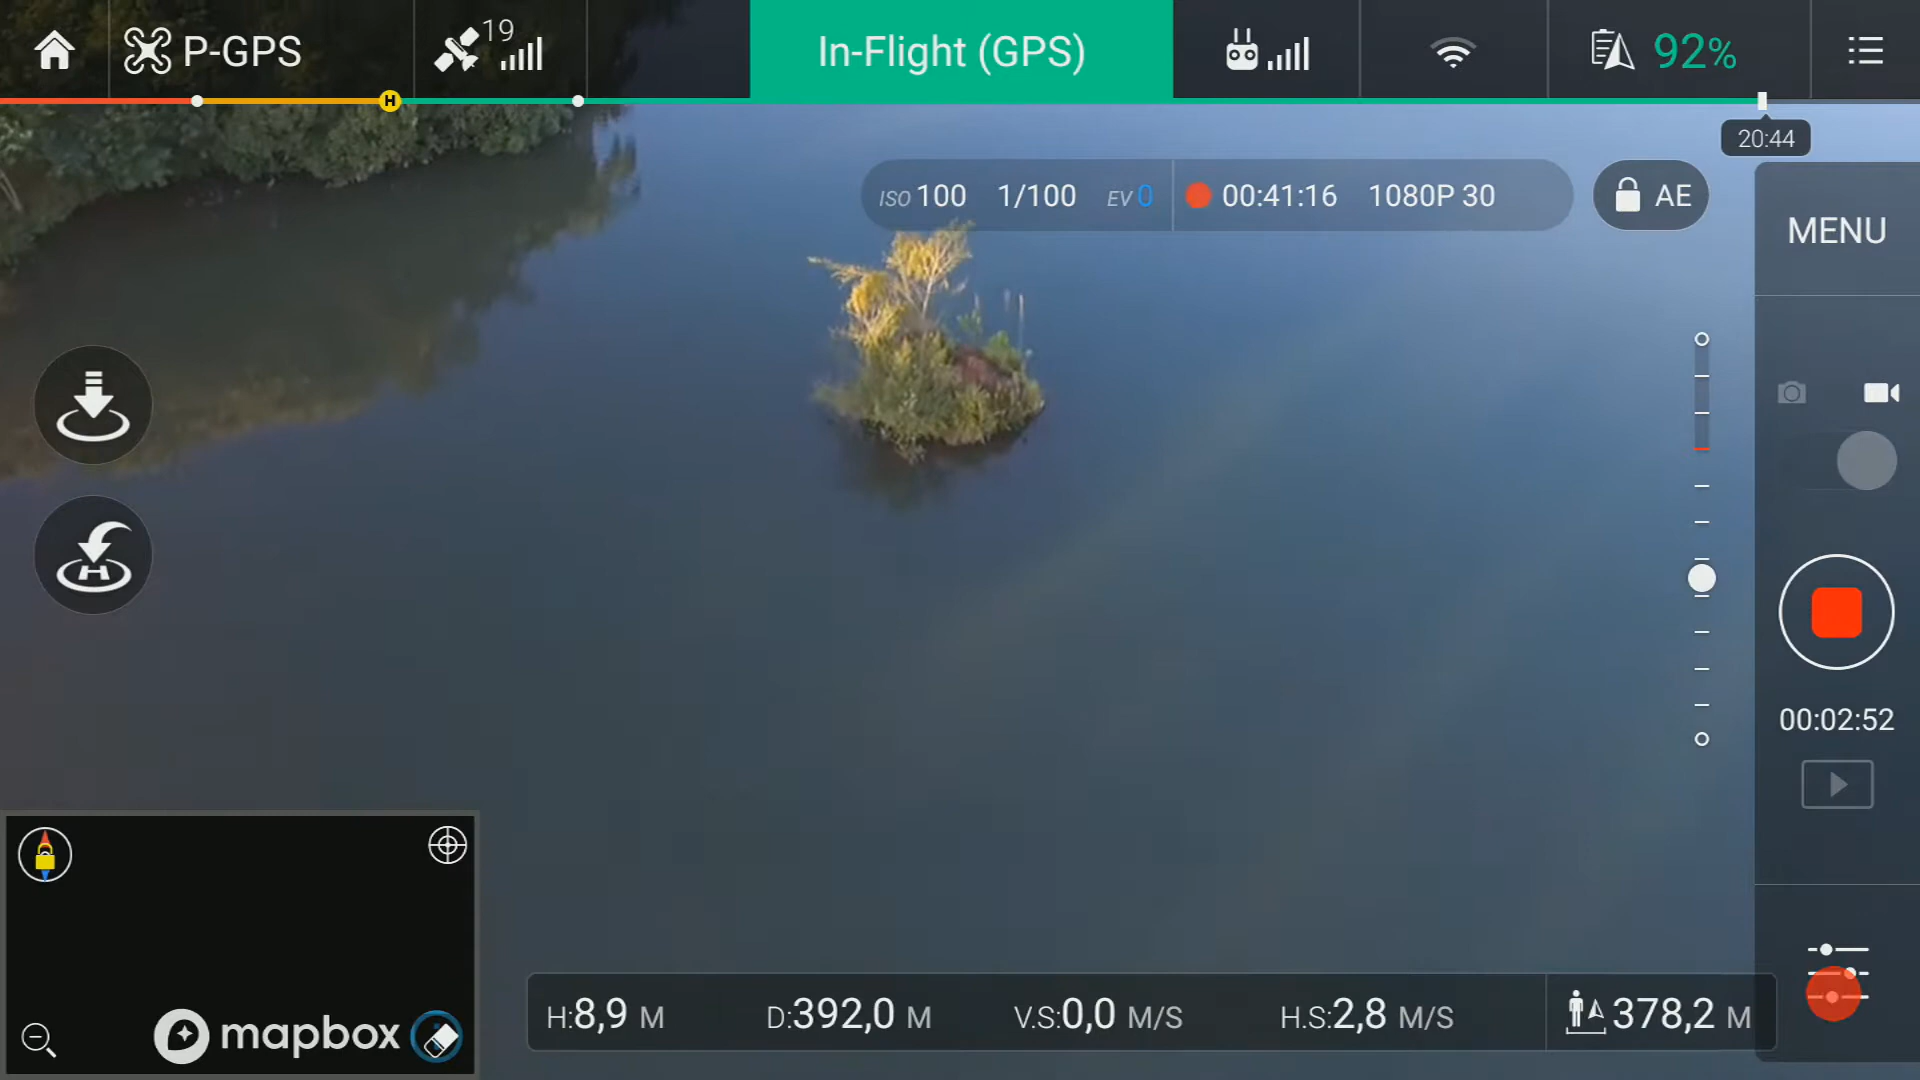 P-GPS
19
In-Flight (GPS)
92%
H
20:44
ISO 100 1/100 EV 0 00:41:16 1080P 30
AE
MENU
H
00:02:52
mapbox
H:8,9 M D:392,0 M V.S:0,0 M/S H.S:2,8 M/S 378,2 M